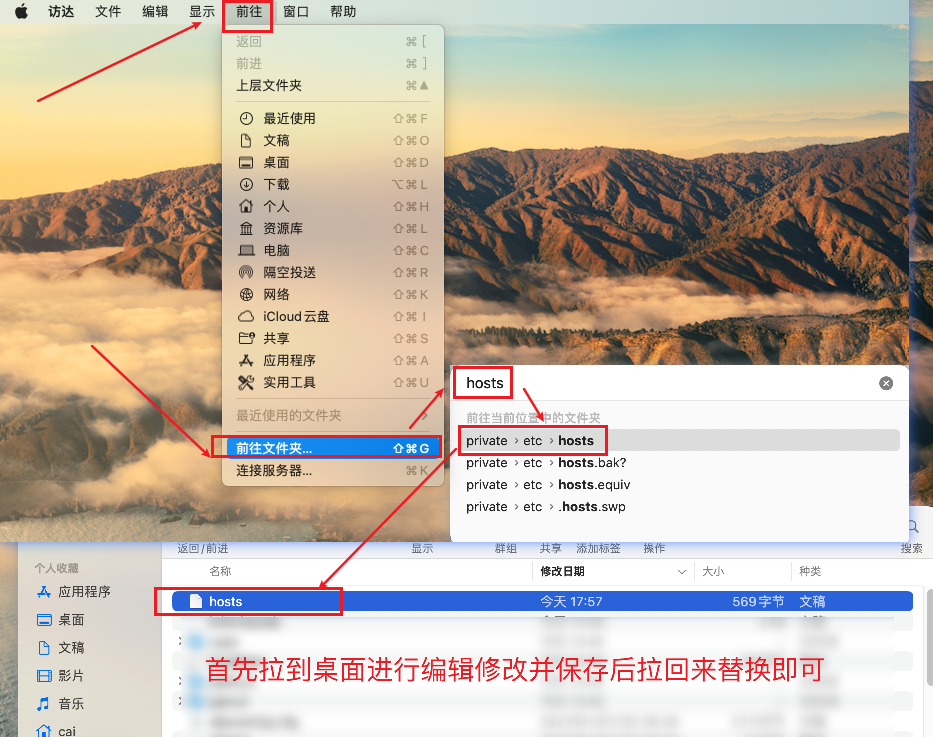 访达 文件 编辑 显示 前往 窗口 帮助
返回 ⌘ [
前进 ⌘ ]
上层文件夹 ⌘▲
最近使用 ⇧⌘F
文稿 ⇧⌘O
桌面 ⇧⌘D
下载 ⌥⌘L
个人 ⇧⌘H
资源库 ⇧⌘L
电脑 ⇧⌘C
隔空投送 ⇧⌘R
网络 ⇧⌘K
iCloud云盘 ⇧⌘I
共享 ⇧⌘S
应用程序 ⇧⌘A
实用工具 ⇧⌘U
最近使用的文件夹 >
前往文件夹... ⇧⌘G
连接服务器... ⌘K
hosts
前往当前位置中的文件夹
private › etc › hosts
private › etc › hosts.bak?
private › etc › hosts.equiv
private › etc › .hosts.swp
返回/前进 显示 群组 共享 添加标签 操作 搜索
个人收藏
应用程序
桌面
文稿
影片
音乐
cai
名称 修改日期 大小 种类
hosts 今天 17:57 569字节 文稿
首先拉到桌面进行编辑修改并保存后拉回来替换即可